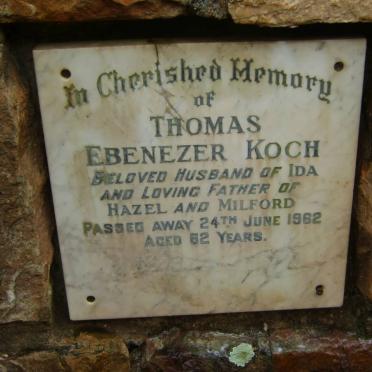 In Cherished Memory
of
THOMAS
EBENEZER KOCH
BELOVED HUSBAND OF IDA
AND LOVING FATHER OF
HAZEL AND MILFORD
PASSED AWAY 24TH JUNE 1962
AGED 62 YEARS.